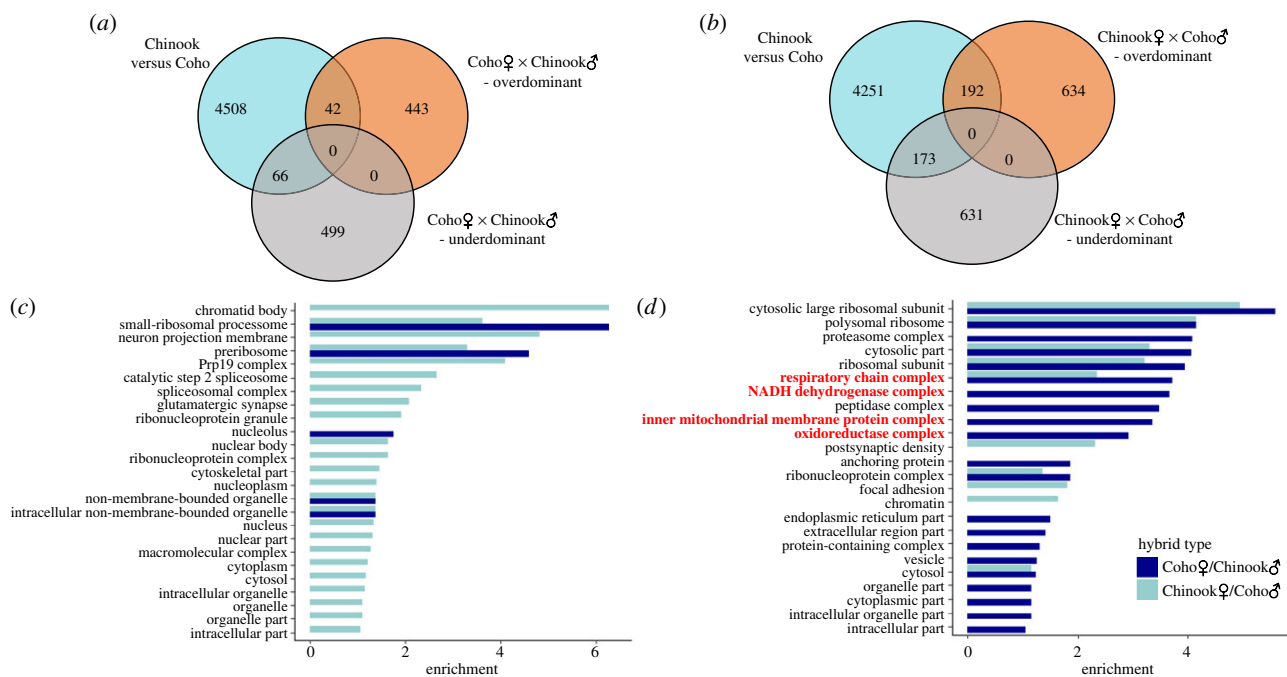 (a)
Chinook
versus Coho
Coho♀ × Chinook♂
- overdominant
4508
42
443
0
66
0
499
Coho♀ × Chinook♂
- underdominant
(b)
Chinook
versus Coho
Chinook♀ × Coho♂
- overdominant
4251
192
634
0
173
0
631
Chinook♀ × Coho♂
- underdominant
(c)
chromatid body
small-ribosomal processome
neuron projection membrane
preribosome
Prp19 complex
catalytic step 2 spliceosome
spliceosomal complex
glutamatergic synapse
ribonucleoprotein granule
nucleolus
nuclear body
ribonucleoprotein complex
cytoskeletal part
nucleoplasm
non-membrane-bounded organelle
intracellular non-membrane-bounded organelle
nucleus
nuclear part
macromolecular complex
cytoplasm
cytosol
intracellular organelle
organelle
organelle part
intracellular part
0
2
4
6
enrichment
(d)
cytosolic large ribosomal subunit
polysomal ribosome
proteasome complex
cytosolic part
ribosomal subunit
respiratory chain complex
NADH dehydrogenase complex
peptidase complex
inner mitochondrial membrane protein complex
oxidoreductase complex
postsynaptic density
anchoring protein
ribonucleoprotein complex
focal adhesion
chromatin
endoplasmic reticulum part
extracellular region part
protein-containing complex
vesicle
cytosol
organelle part
cytoplasmic part
intracellular organelle part
intracellular part
0
2
4
enrichment
hybrid type
Coho♀/Chinook♂
Chinook♀/Coho♂